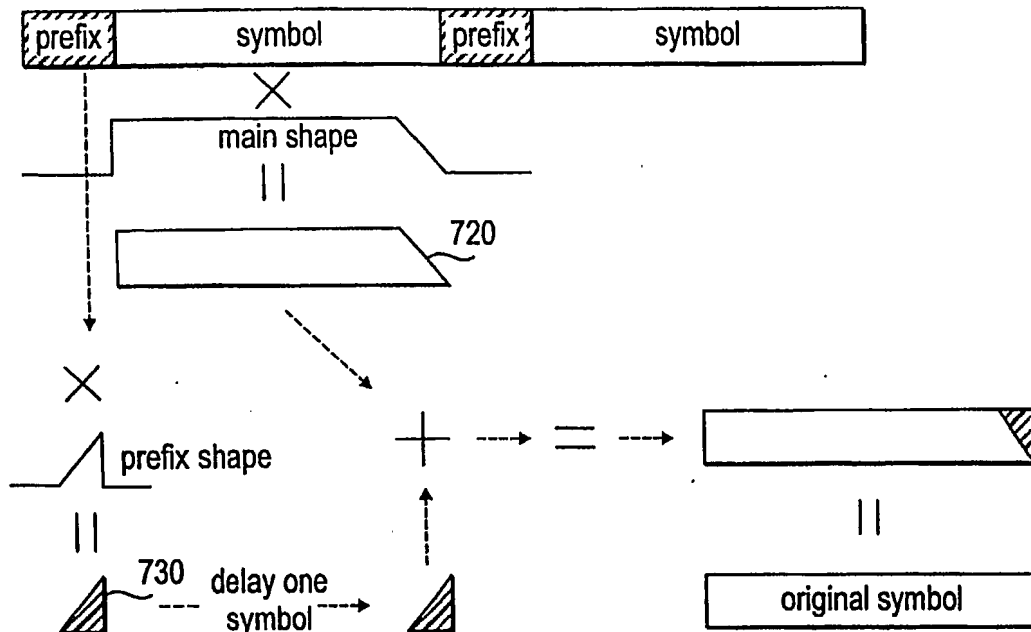 prefix symbol prefix symbol
main shape
720
prefix shape
730
delay one
symbol
original symbol